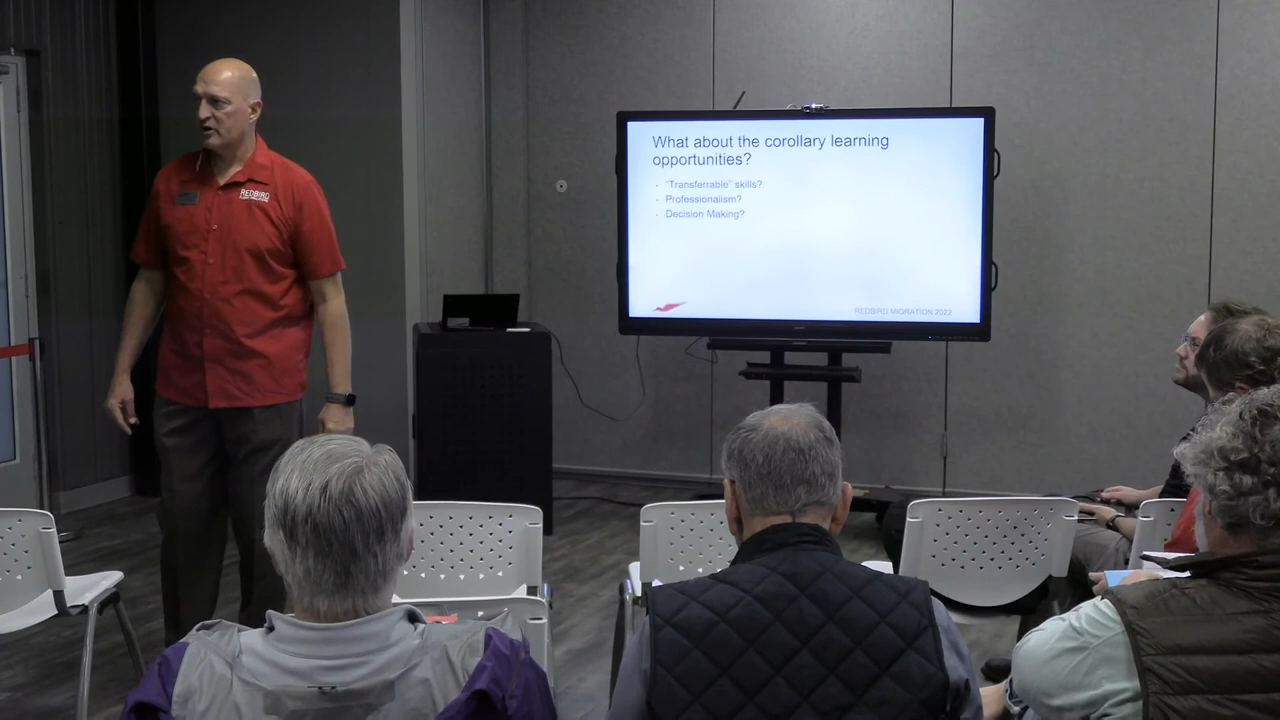 REDBIRD
What about the corollary learning
opportunities?
- "Transferrable" skills?
- Professionalism?
- Decision Making?
REDBIRD MIGRATION 2022